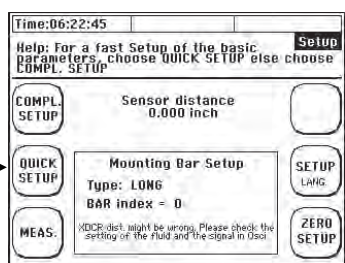 Time:06:22:45
Setup
Help: For a fast Setup of the basic
parameters, choose QUICK SETUP else choose
COMPL. SETUP
COMPL.
SETUP
Sensor distance
0.000 inch
QUICK
SETUP
Mounting Bar Setup
Type: LONG
BAR index = 0
XDCR dist. might be wrong. Please check the
setting of the fluid and the signal in Osci
SETUP
LANG.
MEAS.
ZERO
SETUP